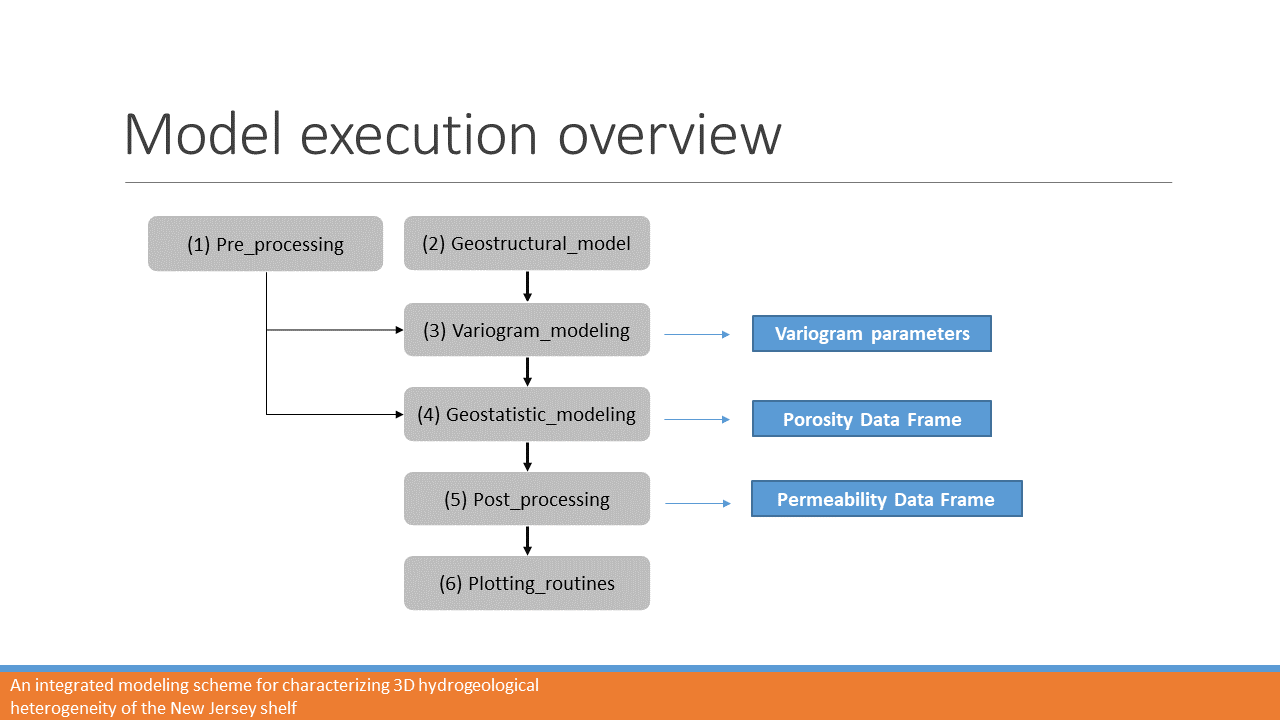 Model execution overview
(1) Pre_processing
(2) Geostructural_model
(3) Variogram_modeling
Variogram parameters
(4) Geostatistic_modeling
Porosity Data Frame
(5) Post_processing
Permeability Data Frame
(6) Plotting_routines
An integrated modeling scheme for characterizing 3D hydrogeological
heterogeneity of the New Jersey shelf